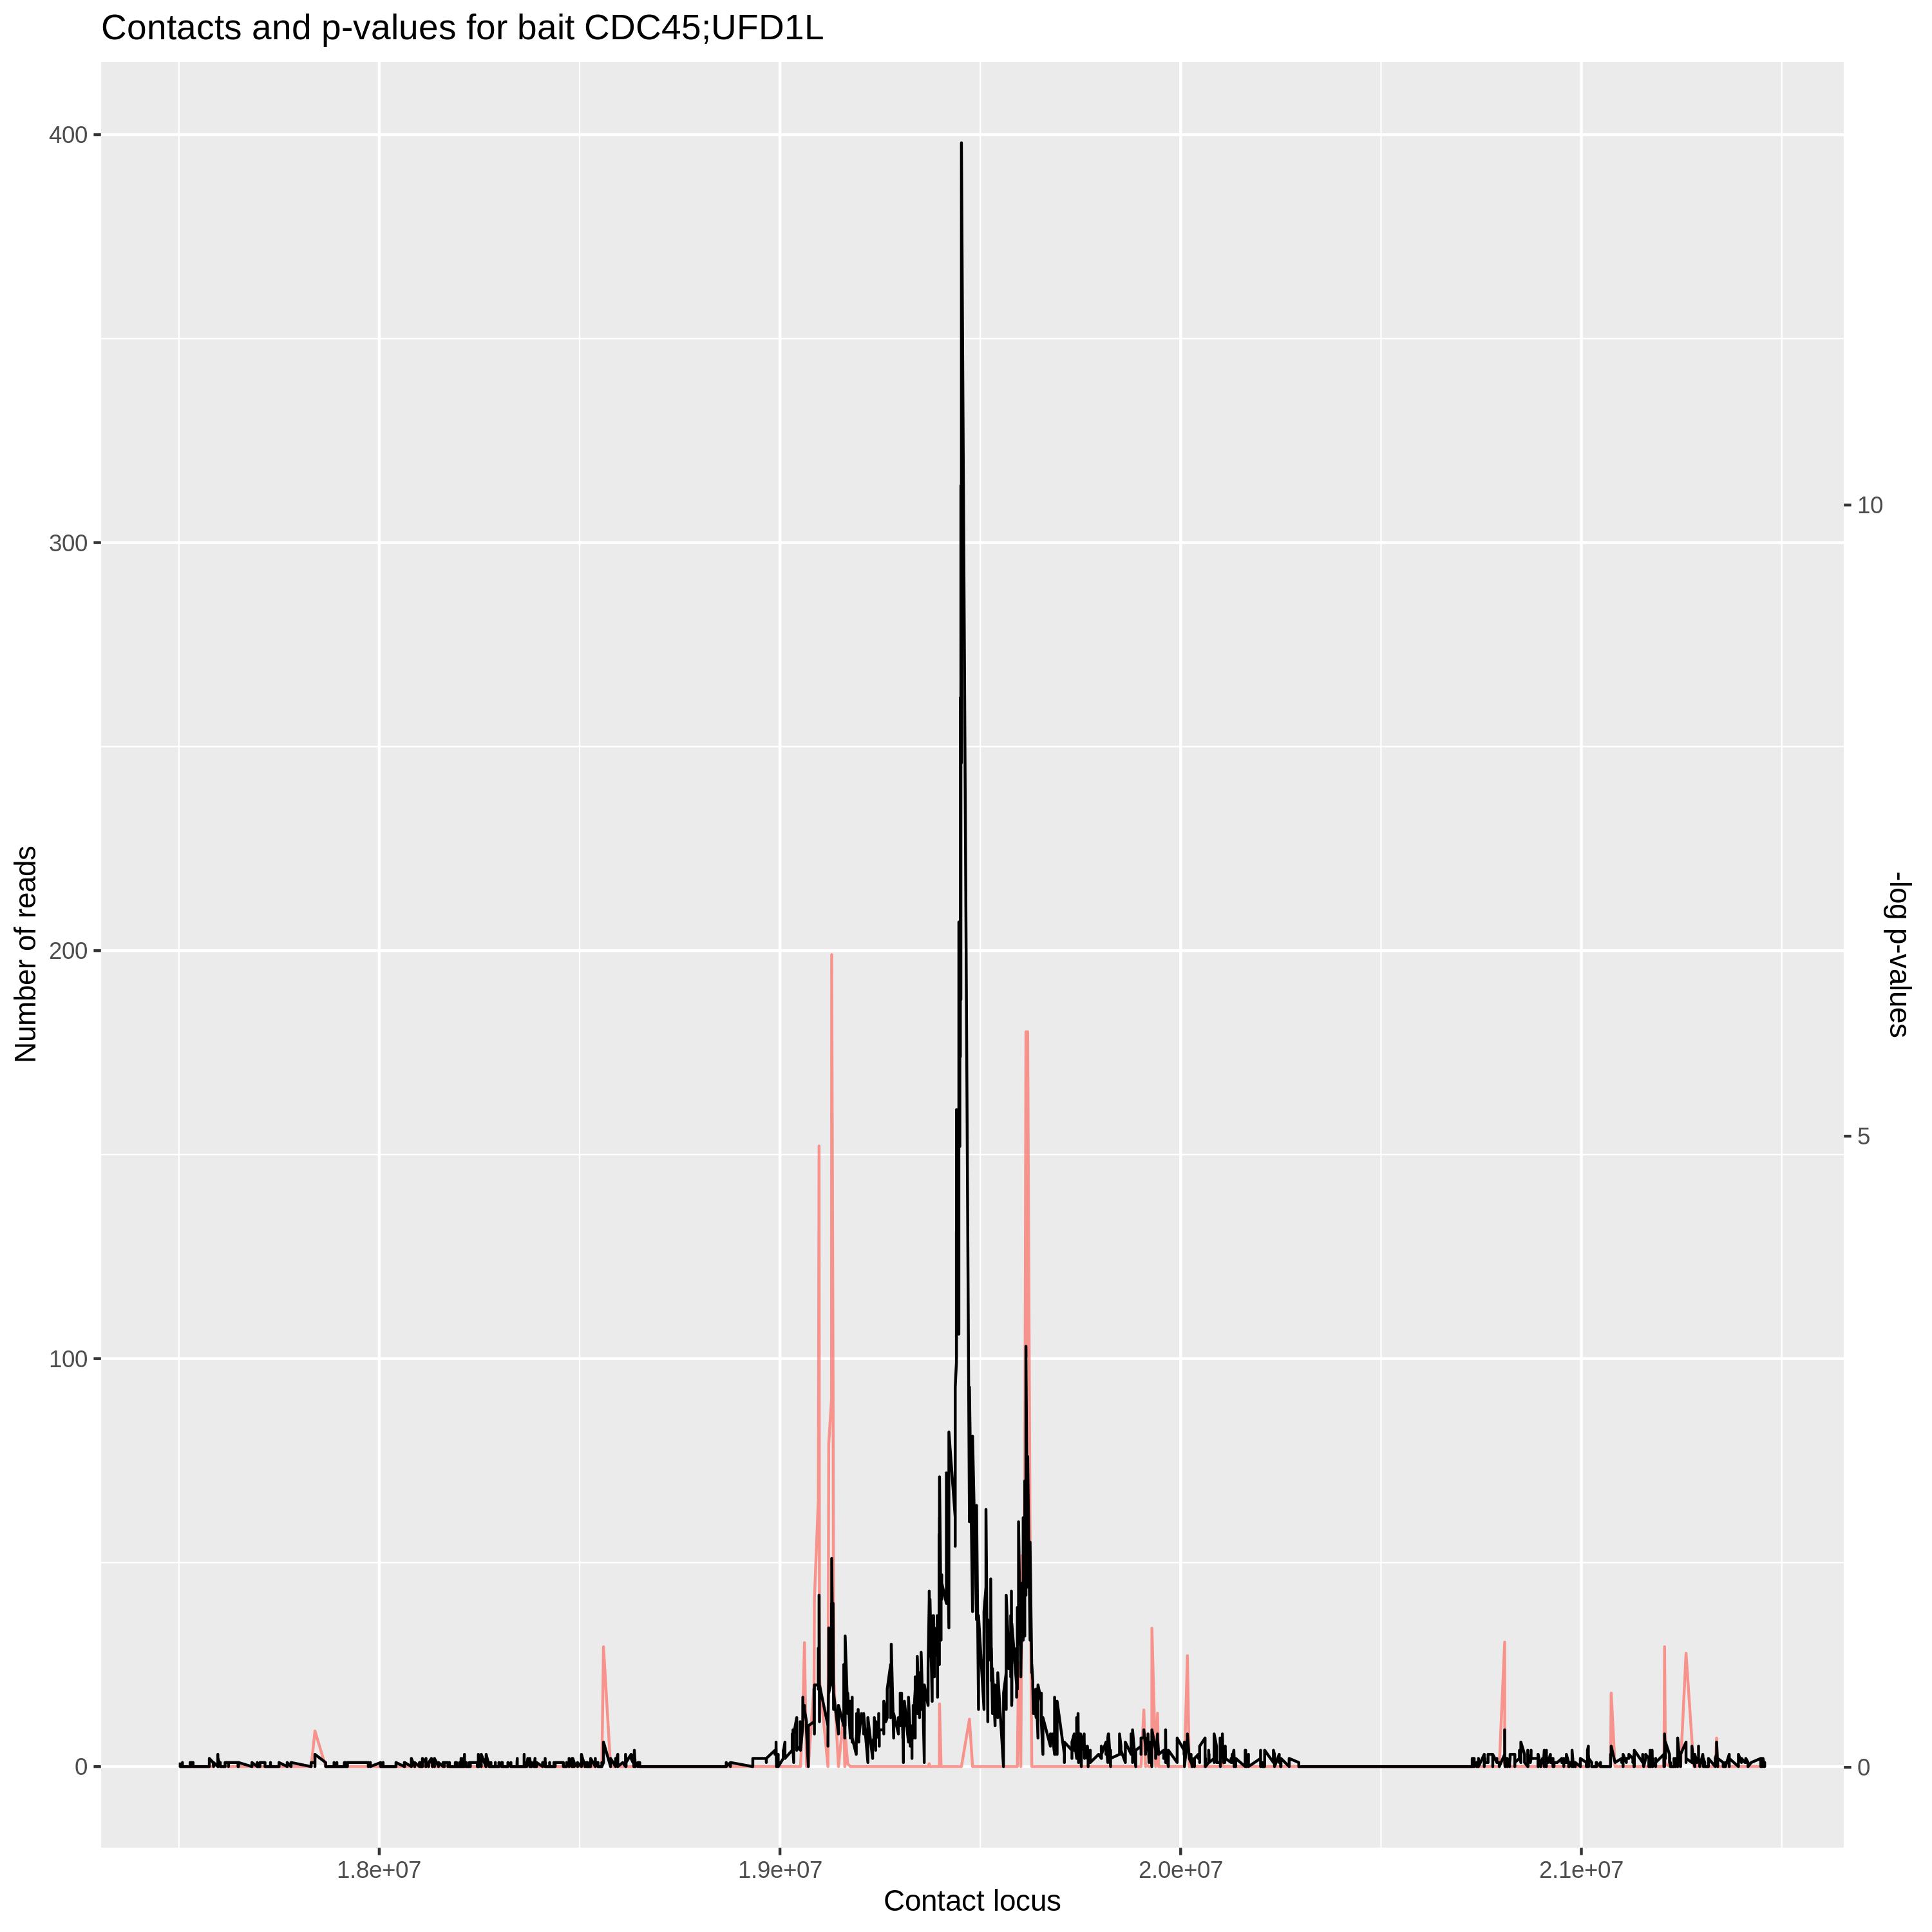 Contacts and p-values for bait CDC45;UFD1L
400
300
200
100
0
Number of reads
10
5
0
-log p-values
1.8e+07
1.9e+07
2.0e+07
2.1e+07
Contact locus